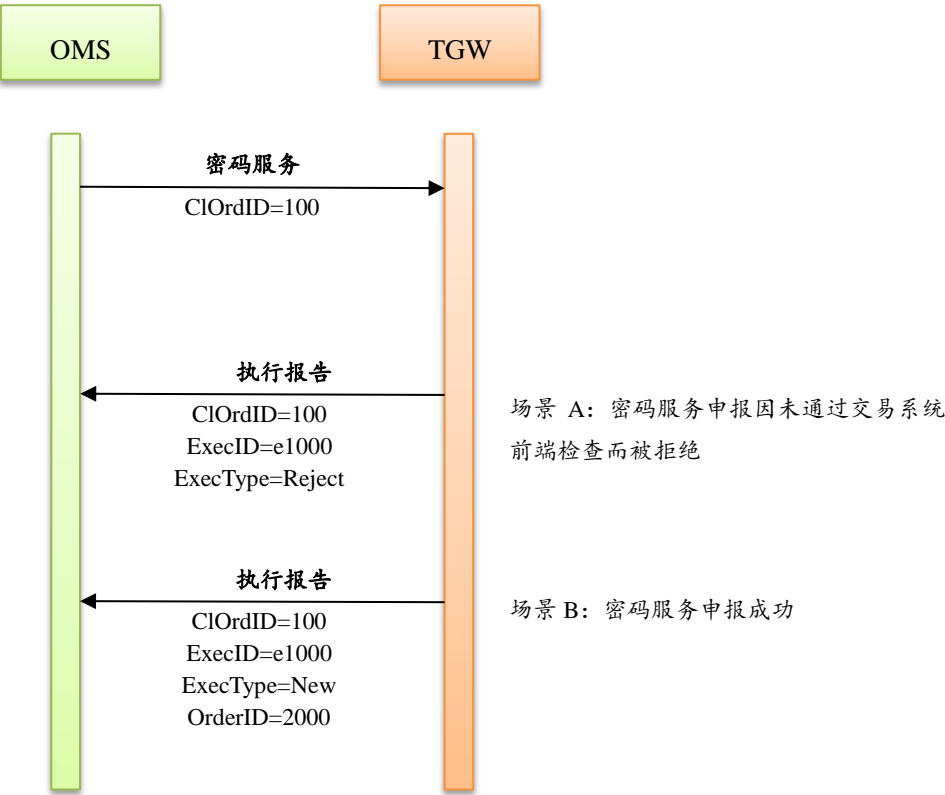 OMS
TGW
密码服务
ClOrdID=100
执行报告
ClOrdID=100
ExecID=e1000
ExecType=Reject
场景 A：密码服务申报因未通过交易系统
前端检查而被拒绝
执行报告
ClOrdID=100
ExecID=e1000
ExecType=New
OrderID=2000
场景 B：密码服务申报成功